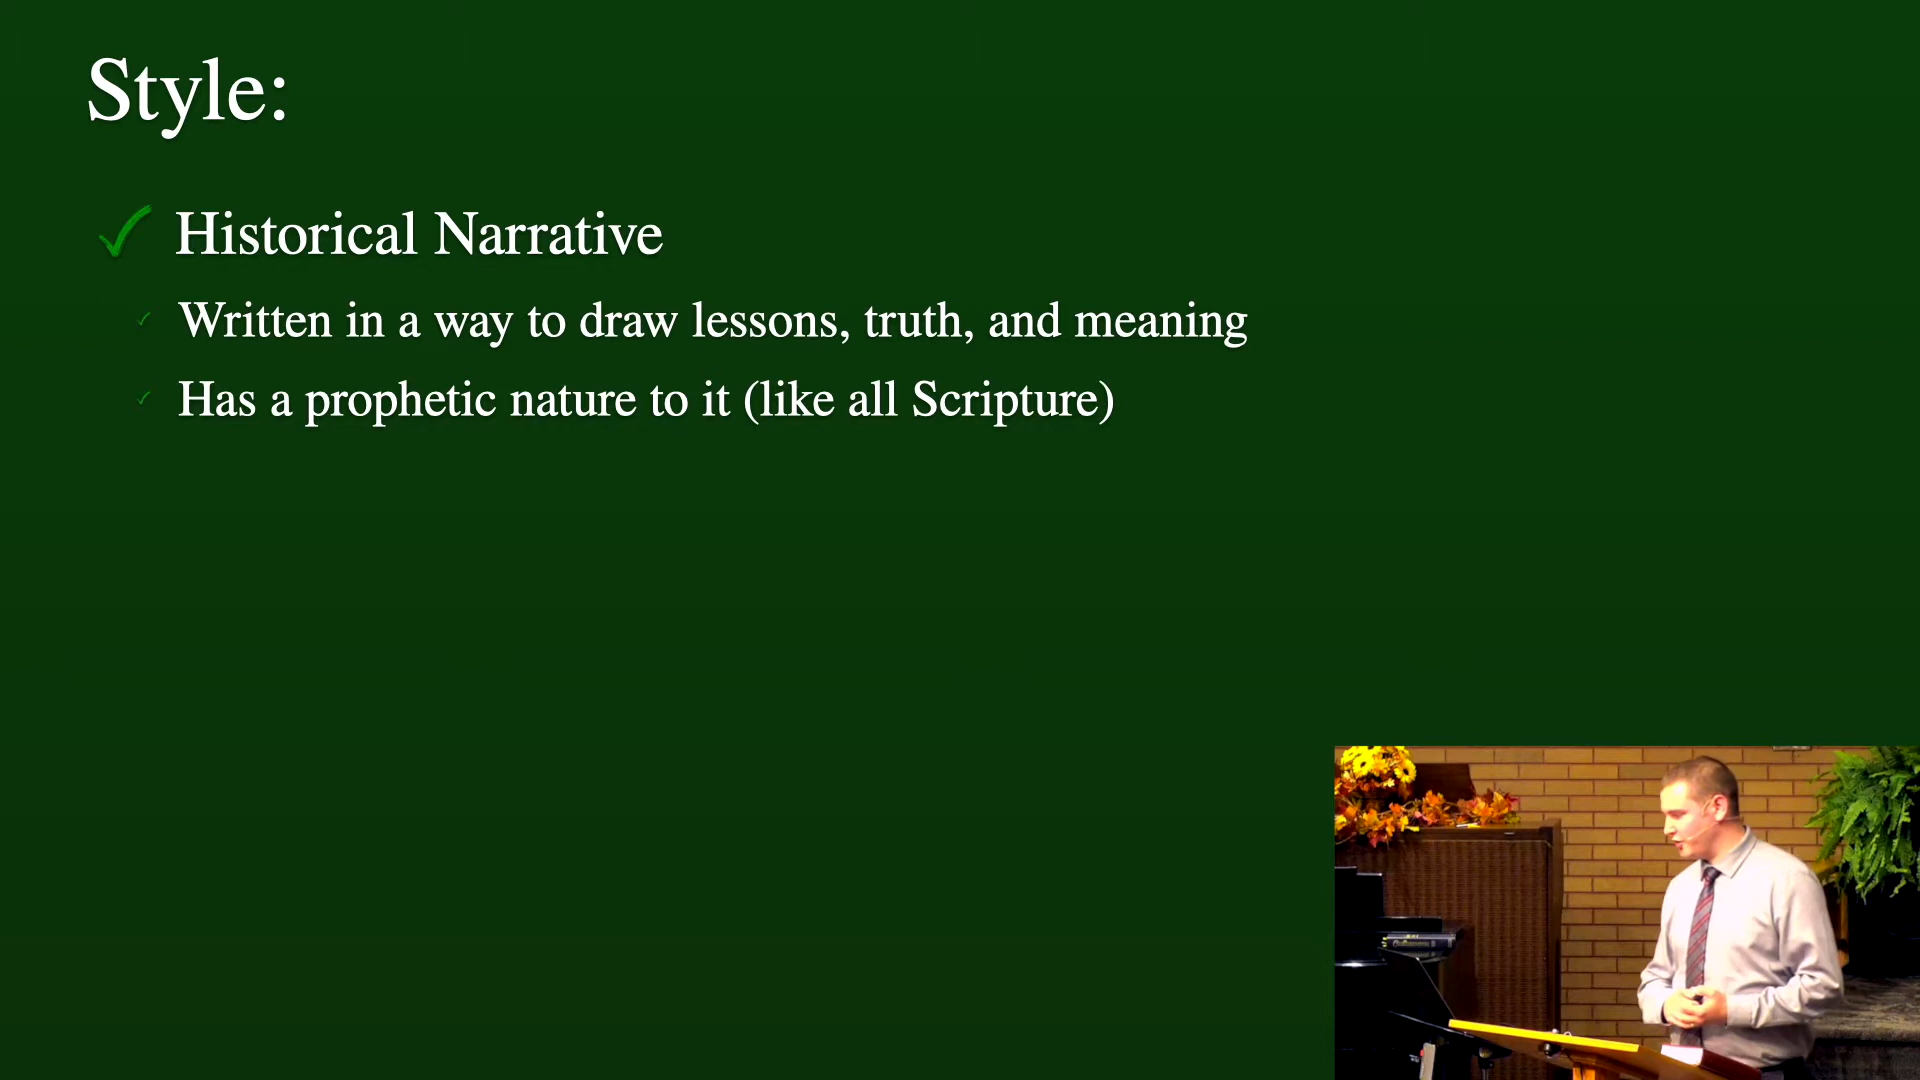 Style:
Historical Narrative
Written in a way to draw lessons, truth, and meaning
Has a prophetic nature to it (like all Scripture)